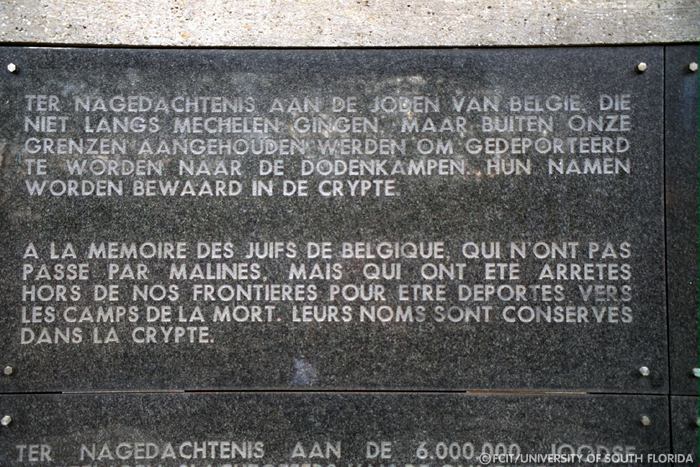 TER NAGEDACHTENIS AAN DE JODEN VAN BELGIE, DIE
NIET LANGS MECHELEN GINGEN, MAAR BUITEN ONZE
GRENZEN AANGEHOUDEN WERDEN OM GEDEPORTEERD
TE WORDEN NAAR DE DODENKAMPEN. HUN NAMEN
WORDEN BEWAARD IN DE CRYPTE.
A LA MEMOIRE DES JUIFS DE BELGIQUE, QUI N'ONT PAS
PASSE PAR MALINES, MAIS QUI ONT ETE ARRETES
HORS DE NOS FRONTIERES POUR ETRE DEPORTES VERS
LES CAMPS DE LA MORT. LEURS NOMS SONT CONSERVES
DANS LA CRYPTE.
TER NAGEDACHTENIS AAN DE 6.000.000 JOODSE
©FCIT/UNIVERSITY OF SOUTH FLORIDA